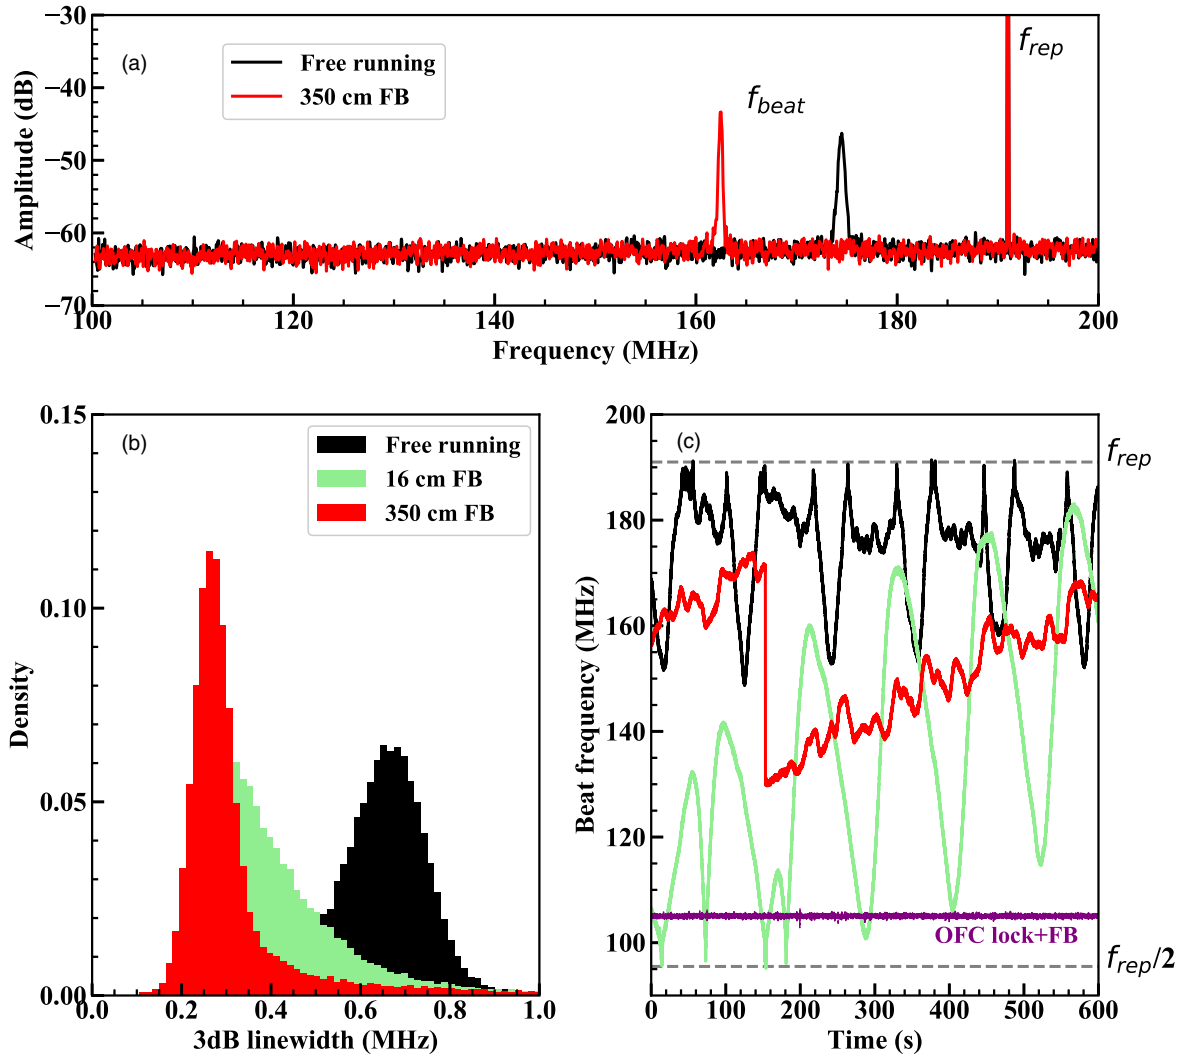 −30
(a)
Free running
350 cm FB
f_rep
f_beat
−40
−50
−60
−70
Amplitude (dB)
100
120
140
160
180
200
Frequency (MHz)
0.15
(b)
Free running
16 cm FB
350 cm FB
0.10
0.05
0.00
Density
0.0
0.2
0.4
0.6
0.8
1.0
3dB linewidth (MHz)
200
(c)
f_rep
180
160
140
120
100
Beat frequency (MHz)
OFC lock+FB
f_rep/2
0
100
200
300
400
500
600
Time (s)